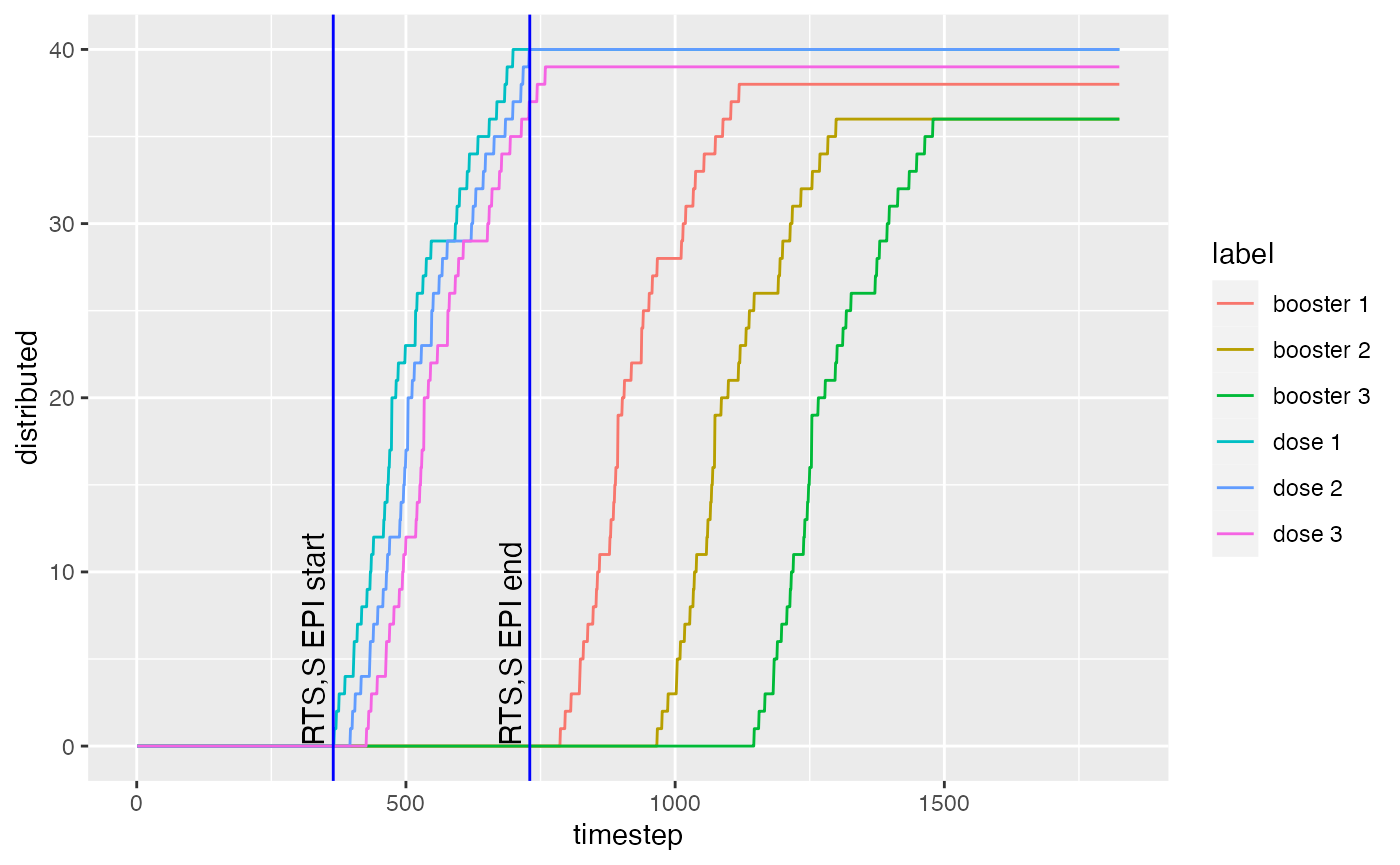 distributed
40
30
20
10
0
RTS,S EPI start
RTS,S EPI end
0
500
1000
1500
timestep
label
booster 1
booster 2
booster 3
dose 1
dose 2
dose 3